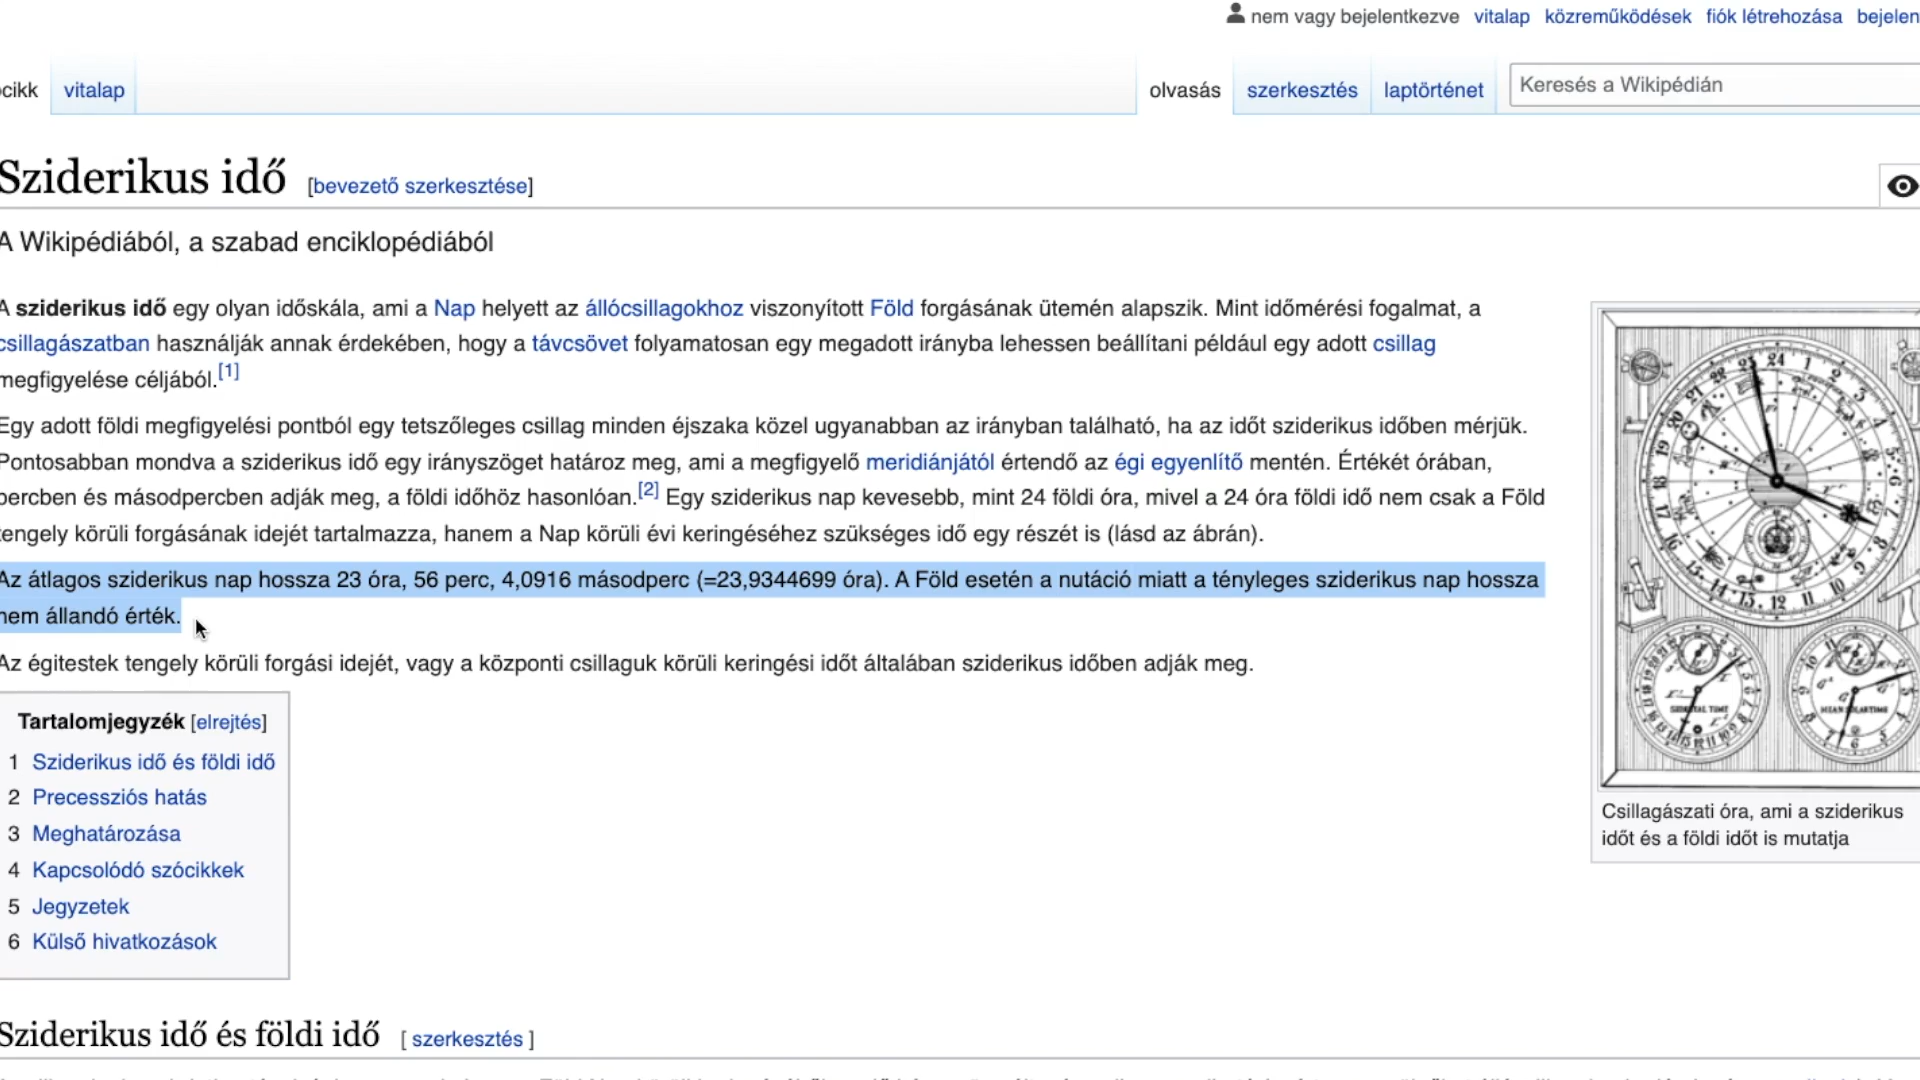 nem vagy bejelentkezve vitalap közreműködések fiók létrehozása
vitalap olvasás szerkesztés laptörténet Keresés a Wikipédián
Sziderikus idő [bevezető szerkesztése]
A Wikipédiából, a szabad enciklopédiából
A sziderikus idő egy olyan időskála, ami a Nap helyett az állócsillagokhoz viszonyított Föld forgásának ütemén alapszik. Mint időmérési fogalmat, a
csillagászatban használják annak érdekében, hogy a távcsövet folyamatosan egy megadott irányba lehessen beállítani például egy adott csillag
megfigyelése céljából.[1]
Egy adott földi megfigyelési pontból egy tetszőleges csillag minden éjszaka közel ugyanabban az irányban található, ha az időt sziderikus időben mérjük.
Pontosabban mondva a sziderikus idő egy irányszöget határoz meg, ami a megfigyelő meridiánjától értendő az égi egyenlítő mentén. Értékét órában,
percben és másodpercben adják meg, a földi időhöz hasonlóan.[2] Egy sziderikus nap kevesebb, mint 24 földi óra, mivel a 24 óra földi idő nem csak a Föld
tengely körüli forgásának idejét tartalmazza, hanem a Nap körüli évi keringéséhez szükséges idő egy részét is (lásd az ábrán).
Az átlagos sziderikus nap hossza 23 óra, 56 perc, 4,0916 másodperc (=23,9344699 óra). A Föld esetén a nutáció miatt a tényleges sziderikus nap hossza
nem állandó érték.
Az égitestek tengely körüli forgási idejét, vagy a központi csillaguk körüli keringési időt általában sziderikus időben adják meg.
Tartalomjegyzék [elrejtés]
1 Sziderikus idő és földi idő
2 Precessziós hatás
3 Meghatározása
4 Kapcsolódó szócikkek
5 Jegyzetek
6 Külső hivatkozások
Csillagászati óra, ami a sziderikus
időt és a földi időt is mutatja
Sziderikus idő és földi idő [ szerkesztés ]